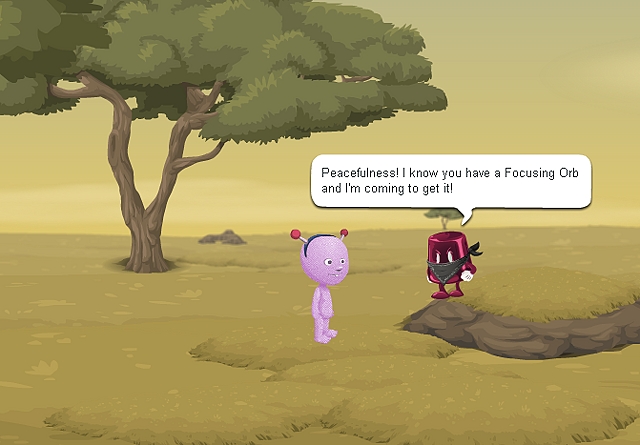 Peacefulness! I know you have a Focusing Orb
and I'm coming to get it!